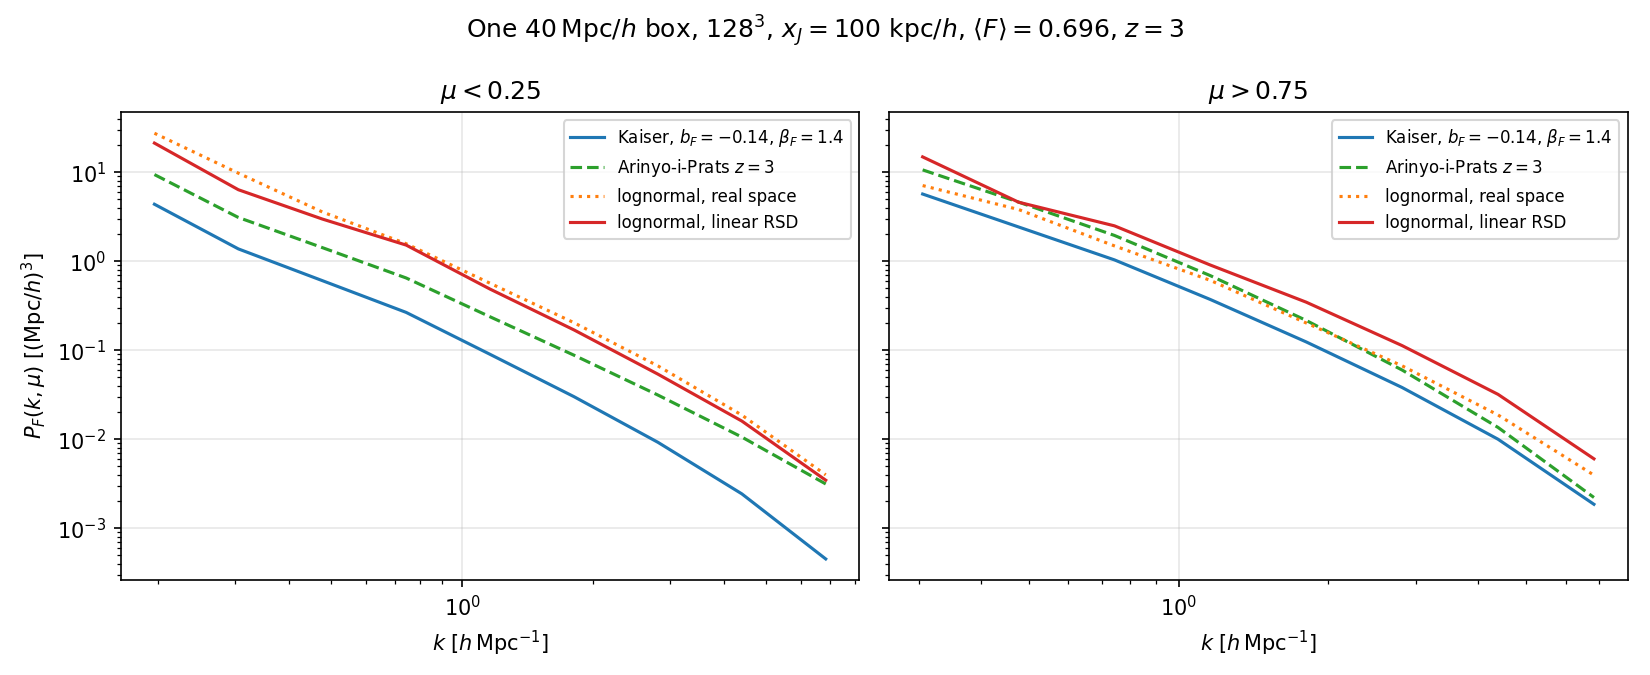 One 40 Mpc/h box, 128³, x_J = 100 kpc/h, ⟨F⟩ = 0.696, z = 3
μ < 0.25
μ > 0.75
Kaiser, b_F = −0.14, β_F = 1.4
Arinyo-i-Prats z = 3
lognormal, real space
lognormal, linear RSD
Kaiser, b_F = −0.14, β_F = 1.4
Arinyo-i-Prats z = 3
lognormal, real space
lognormal, linear RSD
P_F(k, μ) [(Mpc/h)³]
10¹
10⁰
10⁻¹
10⁻²
10⁻³
10⁰
10⁰
k [h Mpc⁻¹]
k [h Mpc⁻¹]